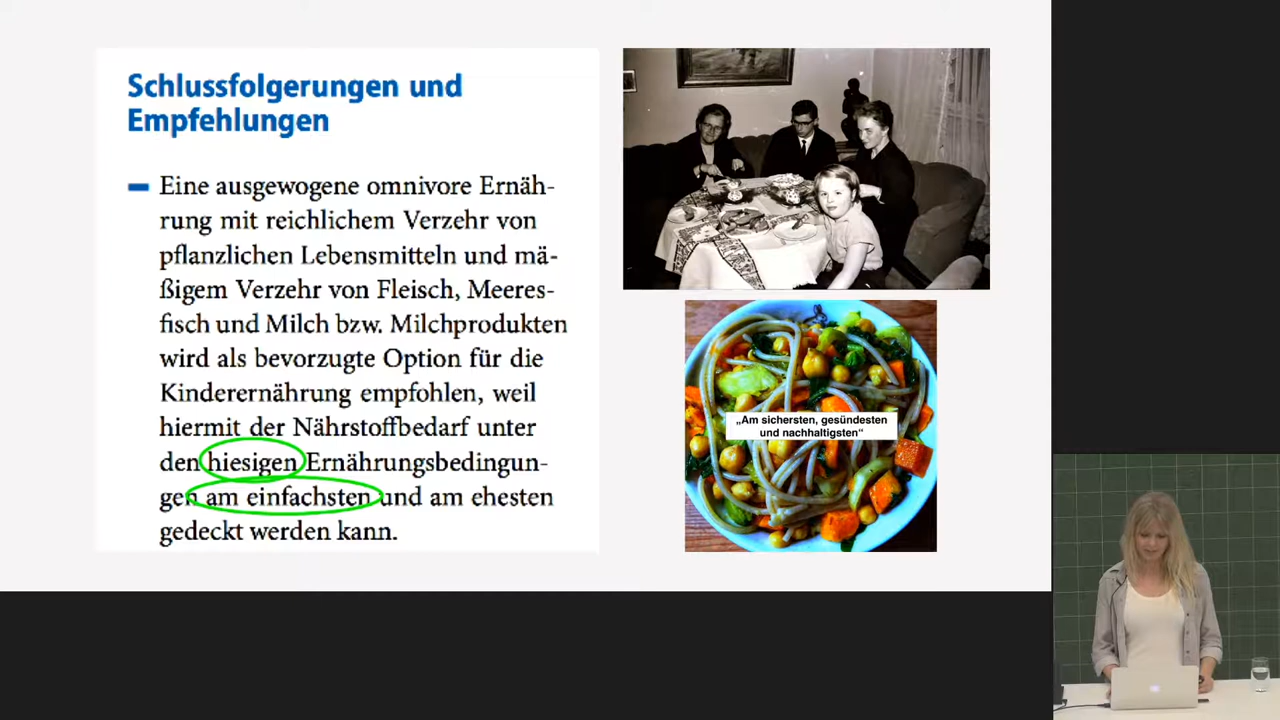 Schlussfolgerungen und
Empfehlungen
Eine ausgewogene omnivore Ernäh-
rung mit reichlichem Verzehr von
pflanzlichen Lebensmitteln und mä-
ßigem Verzehr von Fleisch, Meeres-
fisch und Milch bzw. Milchprodukten
wird als bevorzugte Option für die
Kinderernährung empfohlen, weil
hiermit der Nährstoffbedarf unter
den hiesigen Ernährungsbedingun-
gen am einfachsten und am ehesten
gedeckt werden kann.
„Am sichersten, gesündesten
und nachhaltigsten“